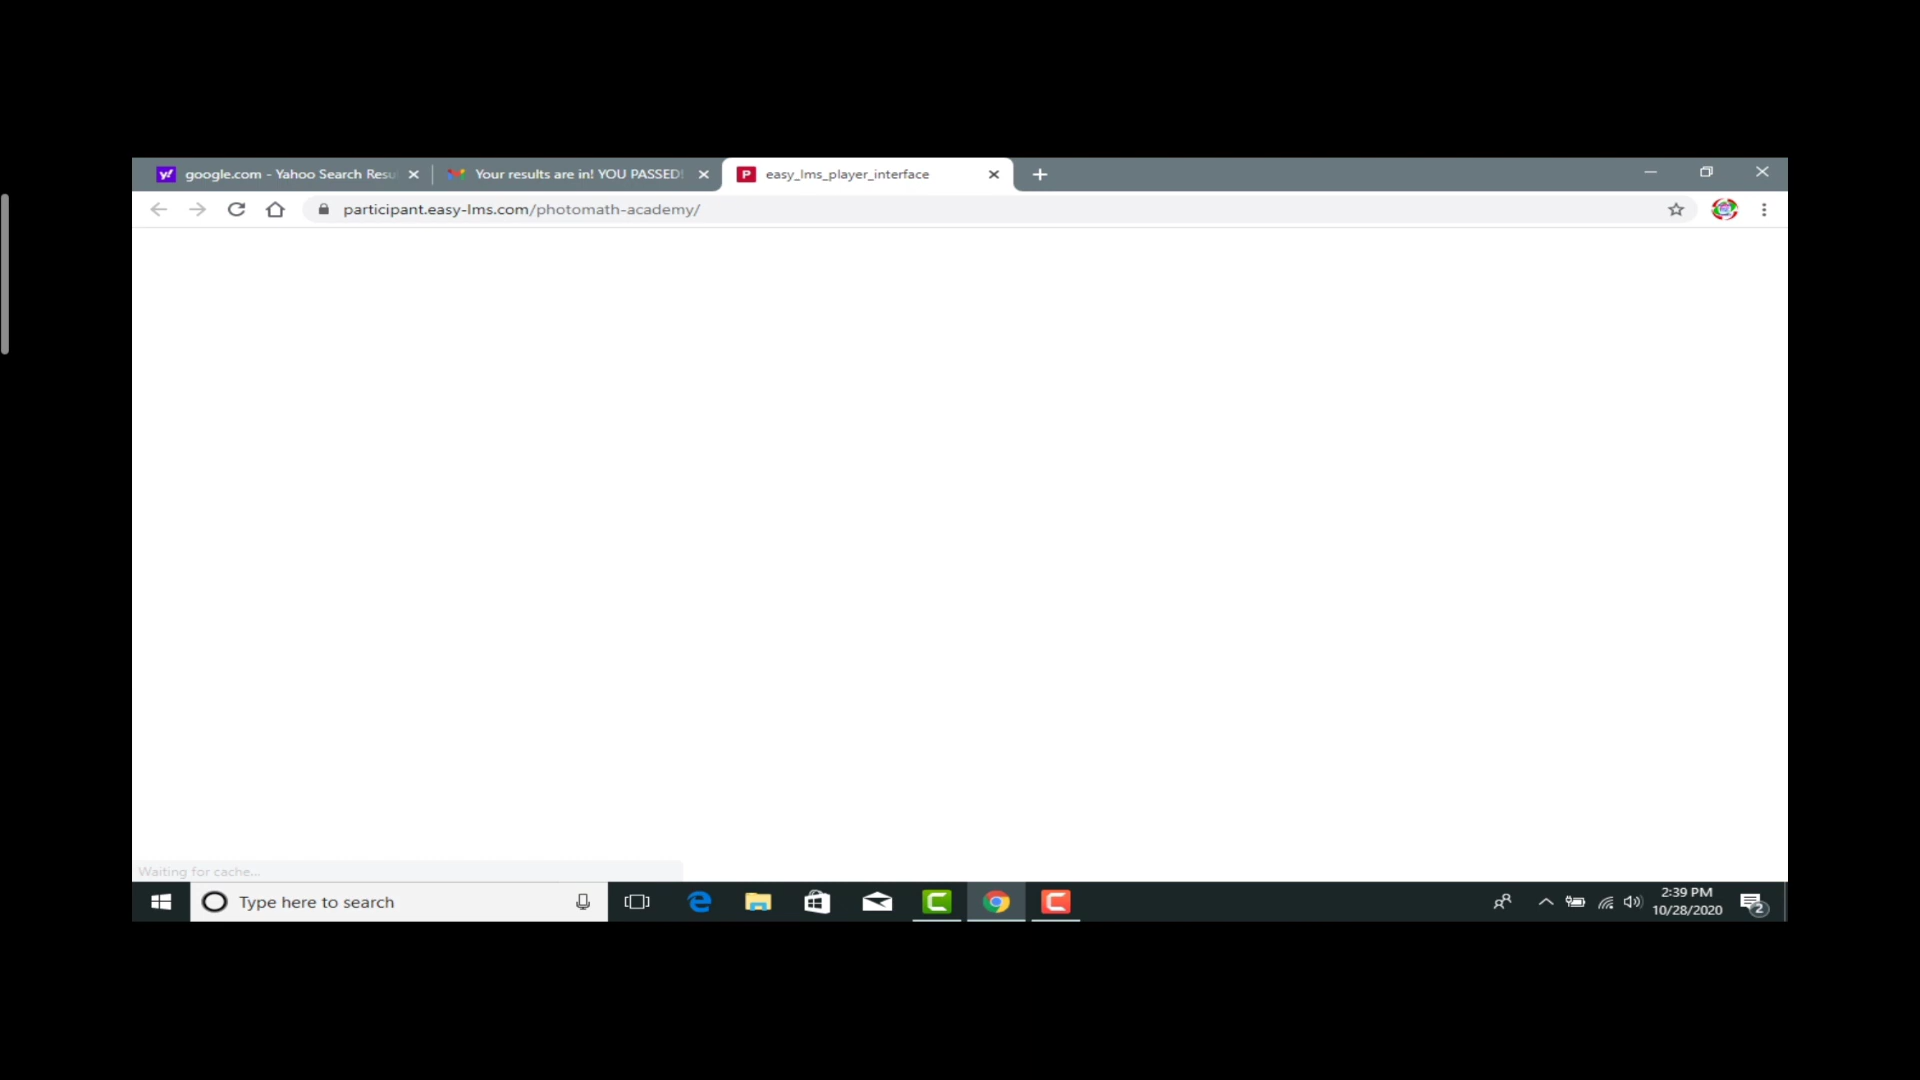 google.com - Yahoo Search Resu
Your results are in! YOU PASSED!
P
easy_lms_player_interface
participant.easy-lms.com/photomath-academy/
Waiting for cache...
Type here to search
2:39 PM
10/28/2020
2